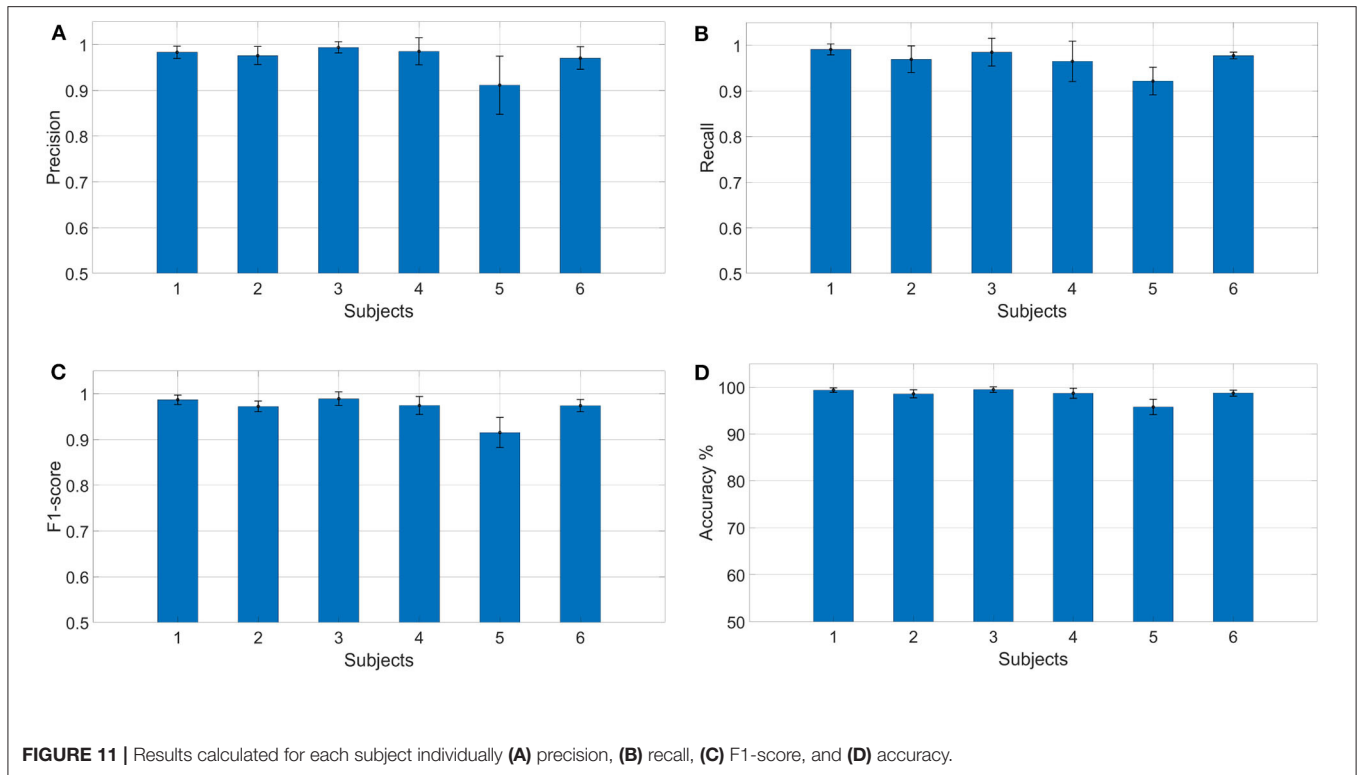 A
Precision
1
0.9
0.8
0.7
0.6
0.5
1 2 3 4 5 6
Subjects
B
Recall
1
0.9
0.8
0.7
0.6
0.5
1 2 3 4 5 6
Subjects
C
F1-score
1
0.9
0.8
0.7
0.6
0.5
1 2 3 4 5 6
Subjects
D
Accuracy %
100
90
80
70
60
50
1 2 3 4 5 6
Subjects
FIGURE 11 | Results calculated for each subject individually (A) precision, (B) recall, (C) F1-score, and (D) accuracy.